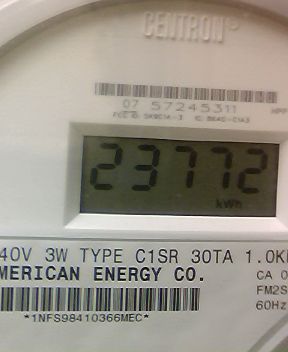 CENTRON®
07 57245311
23772
kWh
40V 3W TYPE C1SR 30TA 1.0K
MERICAN ENERGY CO.
CA 0
FM2S
60Hz
*1NFS98410366MEC*